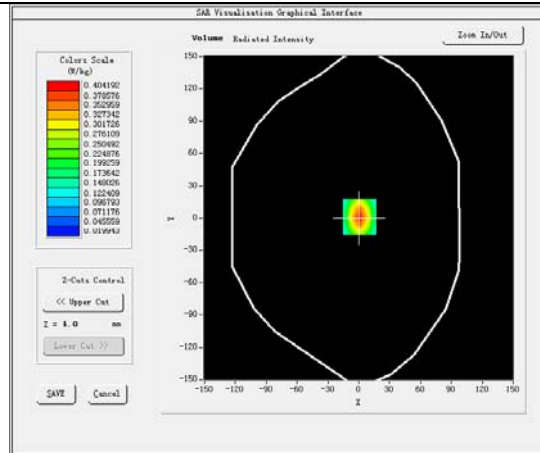 SAR Visualisation Graphical Interface
Volume Radiated Intensity
Zoom In/Out
Colors Scale
(W/kg)
0.404192
0.378576
0.352959
0.327342
0.301726
0.276109
0.250492
0.224876
0.199259
0.173642
0.148026
0.122409
0.096793
0.071176
0.045559
0.019943
150
120
90
60
30
0
-30
-60
-90
-120
-150
Y
-150 -120 -90 -60 -30 0 30 60 90 120 150
X
Z-Cuts Control
<< Upper Cut
Z = 4.0 mm
Lower Cut >>
SAVE Cancel